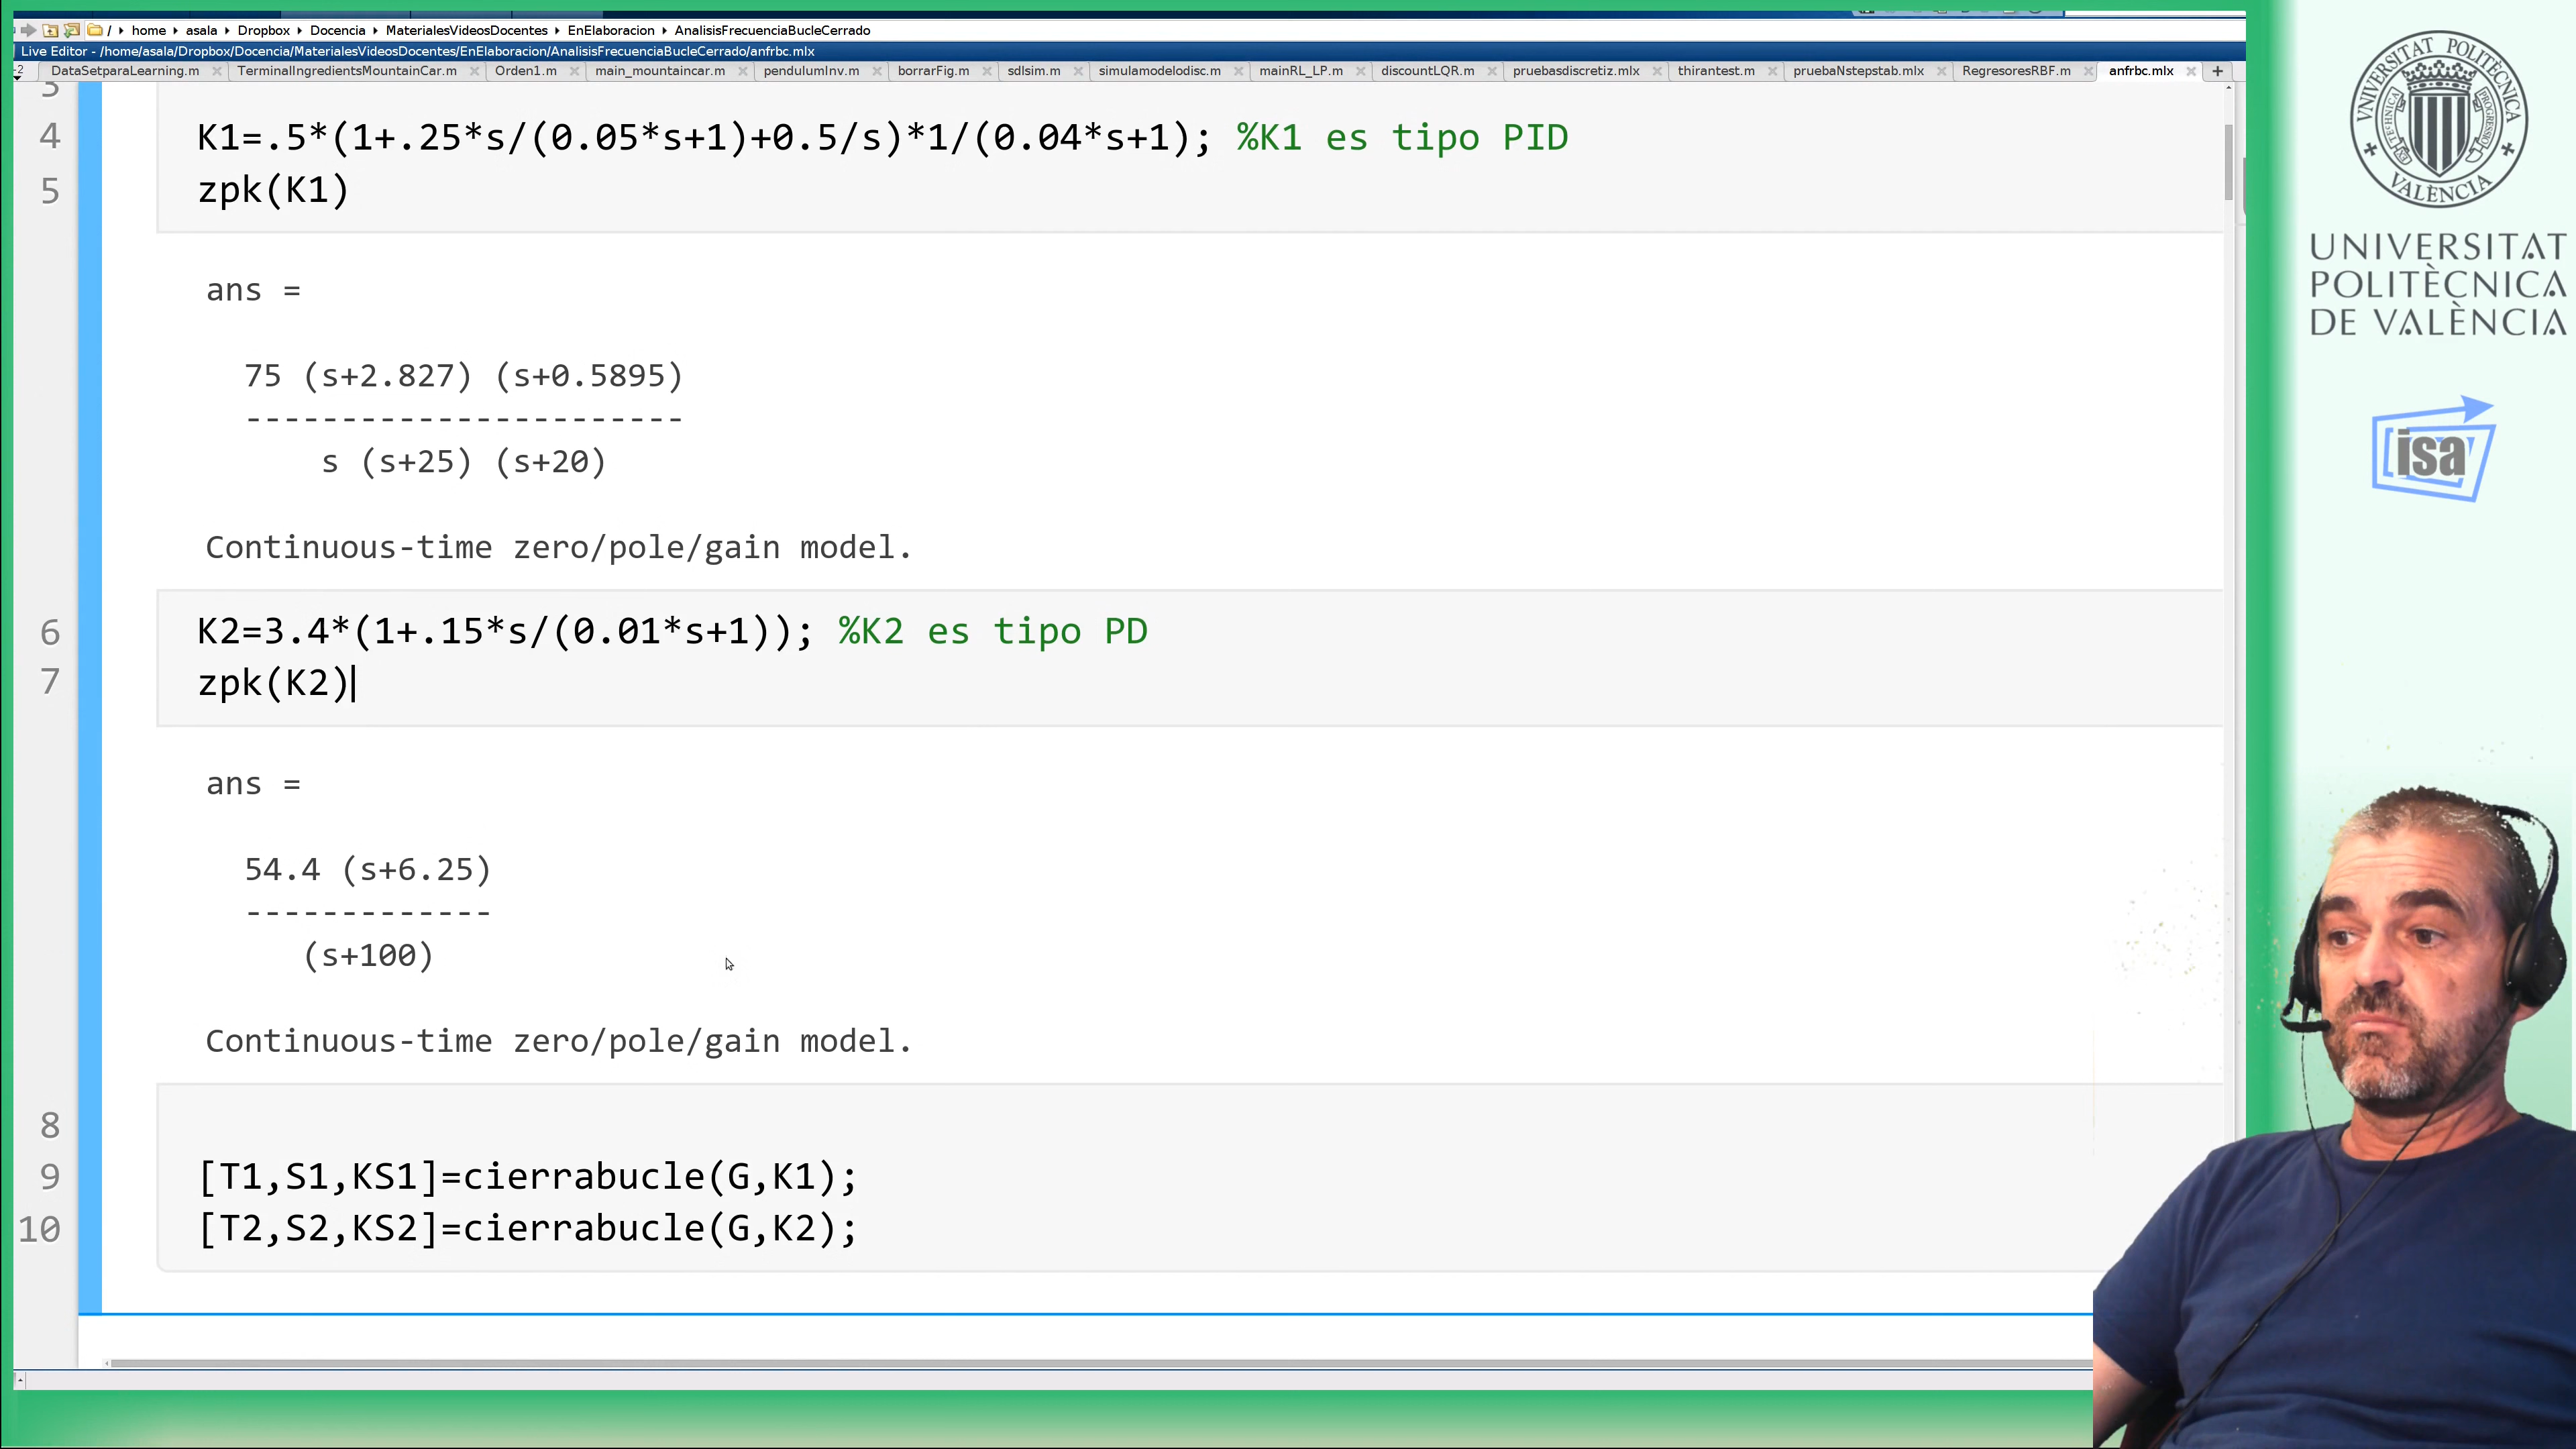 / ▸ home ▸ asala ▸ Dropbox ▸ Docencia ▸ MaterialesVideosDocentes ▸ EnElaboracion ▸ AnalisisFrecuenciaBucleCerrado
Live Editor - /home/asala/Dropbox/Docencia/MaterialesVideosDocentes/EnElaboracion/AnalisisFrecuenciaBucleCerrado/anfrbc.mlx
DataSetparaLearning.m TerminalIngredientsMountainCar.m Orden1.m main_mountaincar.m pendulumInv.m borrarFig.m sdlsim.m simulamodelodisc.m mainRL_LP.m discountLQR.m pruebasdiscretiz.mlx thirantest.m pruebaNstepstab.mlx RegresoresRBF.m anfrbc.mlx +
3
4 K1=.5*(1+.25*s/(0.05*s+1)+0.5/s)*1/(0.04*s+1); %K1 es tipo PID
5 zpk(K1)
ans =
75 (s+2.827) (s+0.5895)
-----------------------
s (s+25) (s+20)
Continuous-time zero/pole/gain model.
6 K2=3.4*(1+.15*s/(0.01*s+1)); %K2 es tipo PD
7 zpk(K2)
ans =
54.4 (s+6.25)
-------------
(s+100)
Continuous-time zero/pole/gain model.
8
9 [T1,S1,KS1]=cierrabucle(G,K1);
10 [T2,S2,KS2]=cierrabucle(G,K2);
UNIVERSITAT POLITÈCNICA
VALÈNCIA
UNIVERSITAT
POLITÈCNICA
DE VALÈNCIA
isa